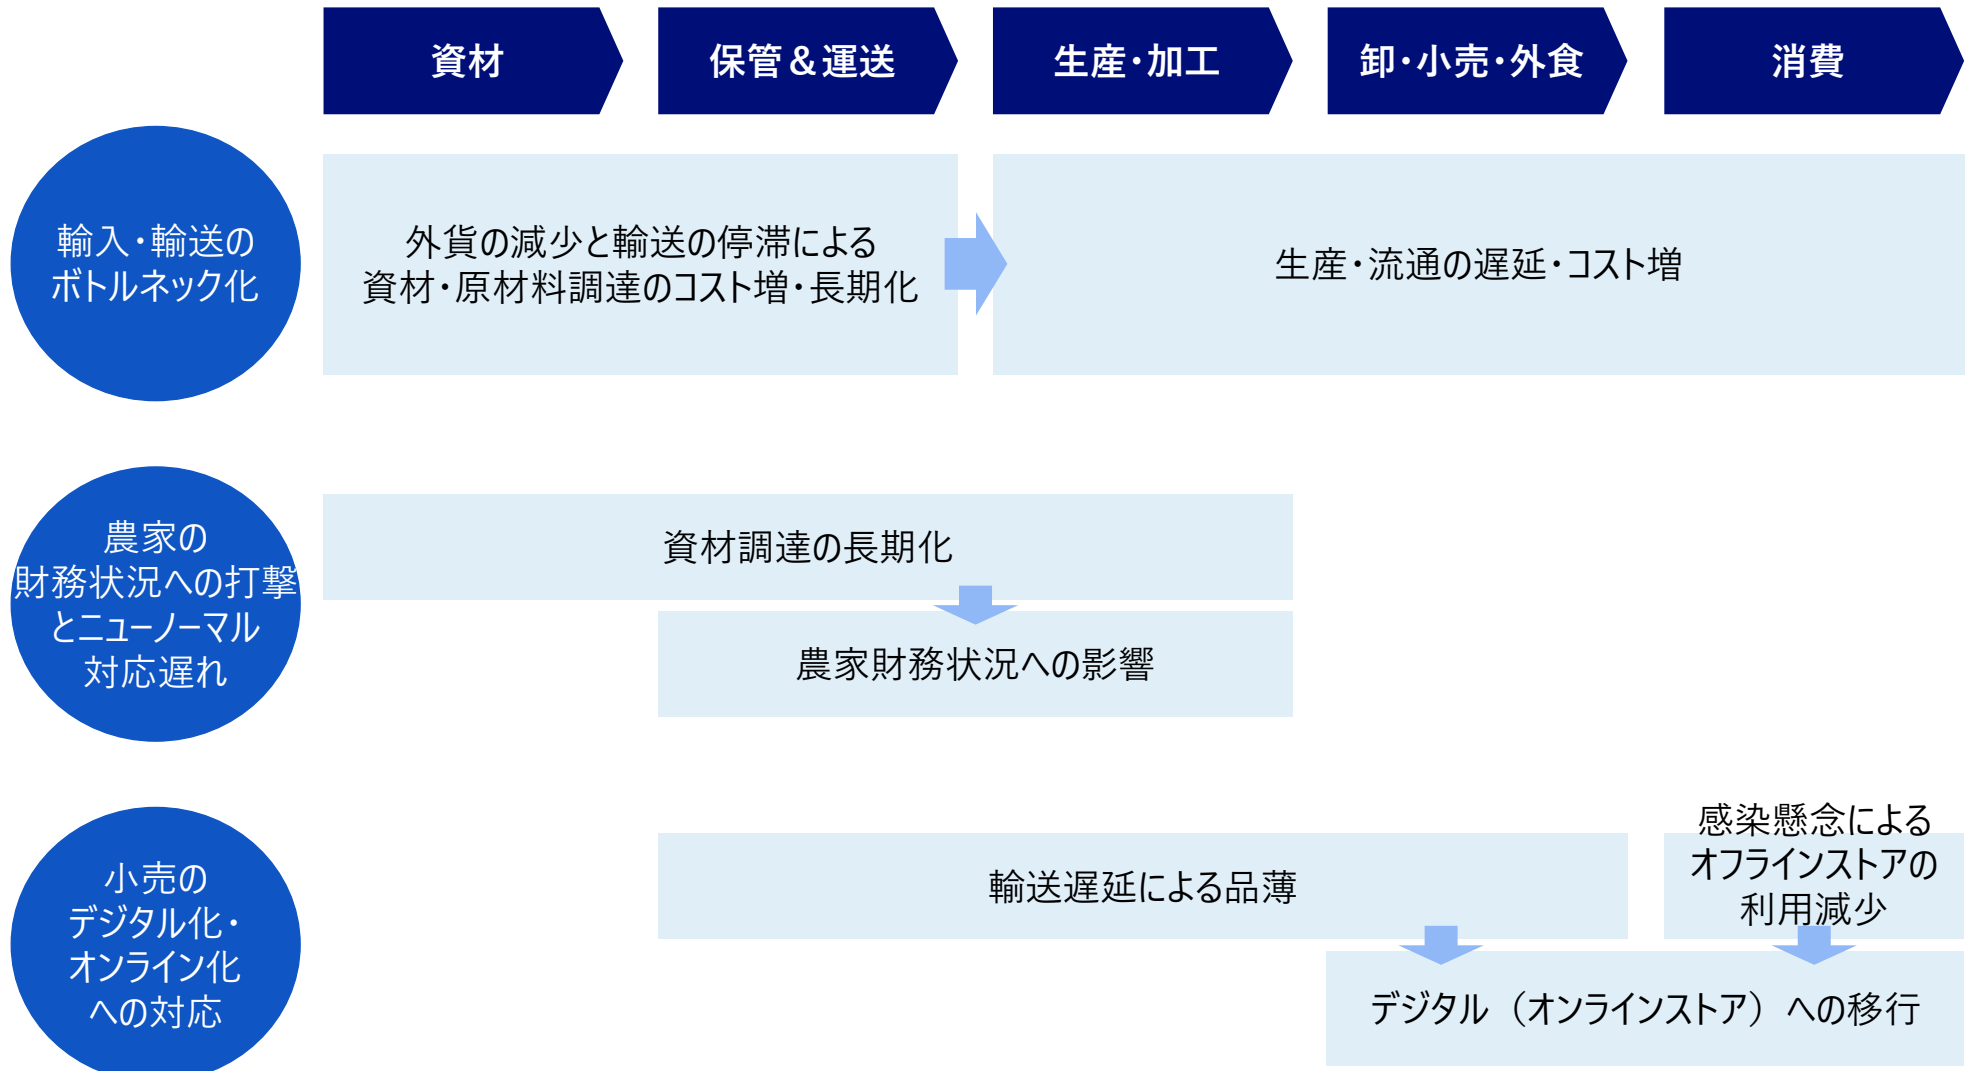 資材
保管＆運送
生産・加工
卸・小売・外食
消費
輸入・輸送の
ボトルネック化
外貨の減少と輸送の停滞による
資材・原材料調達のコスト増・長期化
生産・流通の遅延・コスト増
農家の
財務状況への打撃
とニューノーマル
対応遅れ
資材調達の長期化
農家財務状況への影響
小売の
デジタル化・
オンライン化
への対応
輸送遅延による品薄
感染懸念による
オフラインストアの
利用減少
デジタル（オンラインストア）への移行